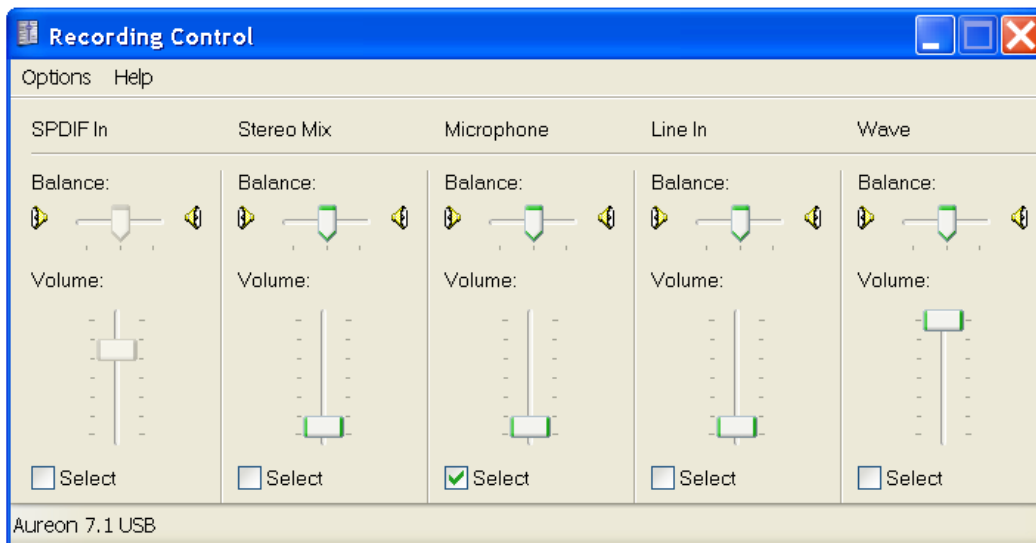 Recording Control
Options Help
SPDIF In Stereo Mix Microphone Line In Wave
Balance: Balance: Balance: Balance: Balance:
Volume: Volume: Volume: Volume: Volume:
Select Select Select Select Select
Aureon 7.1 USB